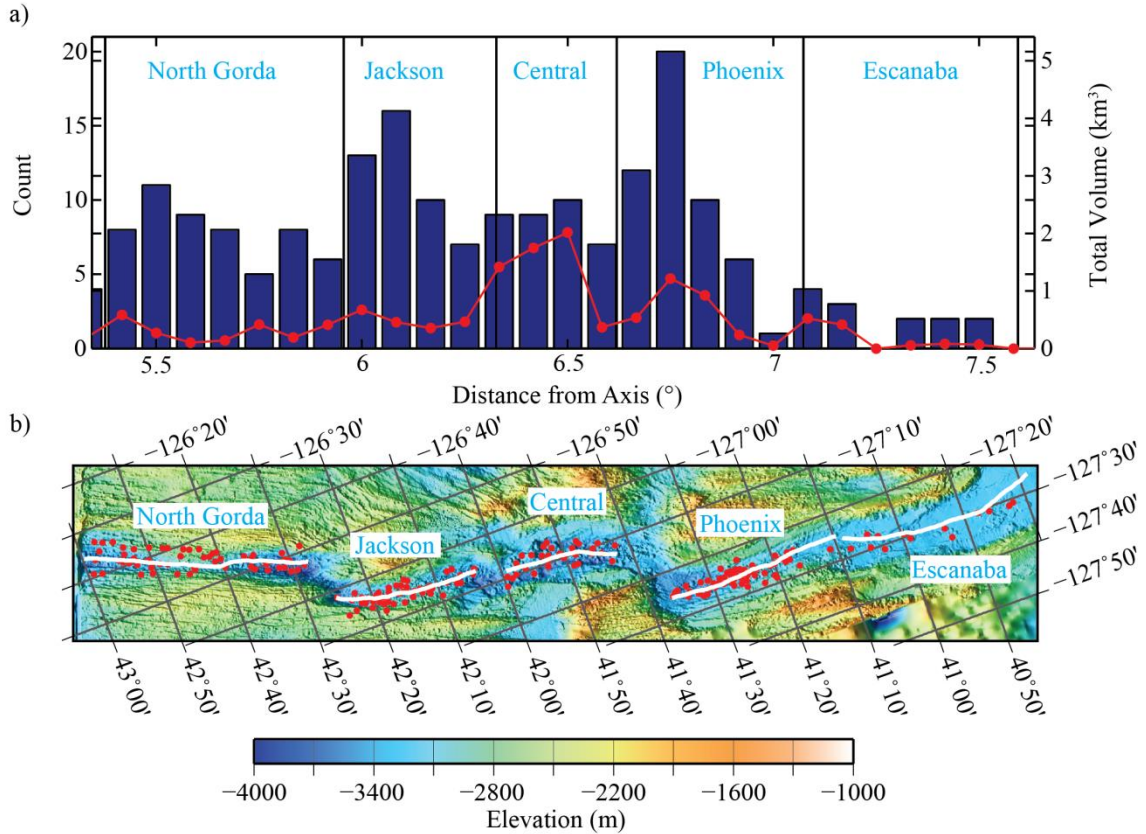 a)
North Gorda
Jackson
Central
Phoenix
Escanaba
20
15
10
5
0
Count
5
4
3
2
1
0
Total Volume (km³)
5.5
6
6.5
7
7.5
Distance from Axis (°)
b)
−126˚20'
−126˚30'
−126˚40'
−126˚50'
−127˚00'
−127˚10'
−127˚20'
−127˚30'
−127˚40'
−127˚50'
North Gorda
Jackson
Central
Phoenix
Escanaba
43˚00'
42˚50'
42˚40'
42˚30'
42˚20'
42˚10'
42˚00'
41˚50'
41˚40'
41˚30'
41˚20'
41˚10'
41˚00'
40˚50'
−4000
−3400
−2800
−2200
−1600
−1000
Elevation (m)